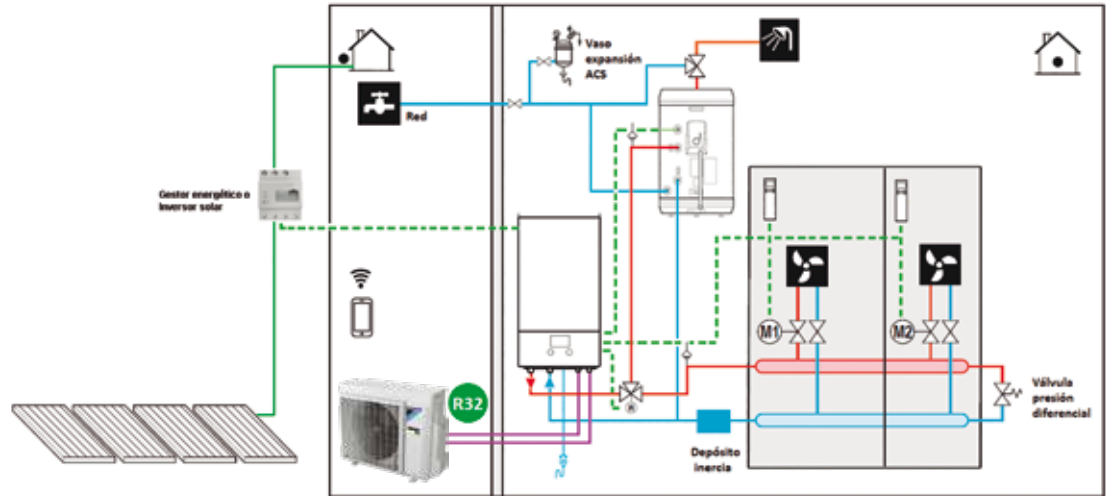 Vaso
expansión
ACS
Red
Gestor energético o
Inversor solar
R32
M1
M2
Válvula
presión
diferencial
Depósito
inercia